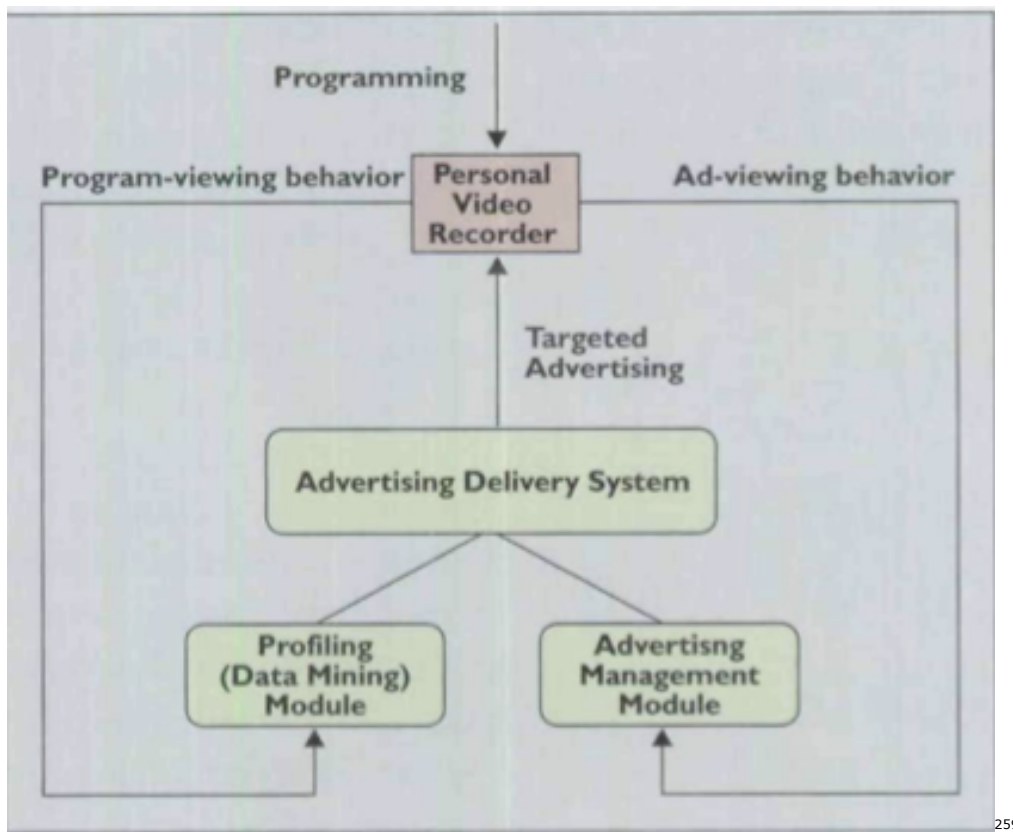 Programming
Program-viewing behavior
Personal
Video
Recorder
Ad-viewing behavior
Targeted
Advertising
Advertising Delivery System
Profiling
(Data Mining)
Module
Advertisng
Management
Module
259